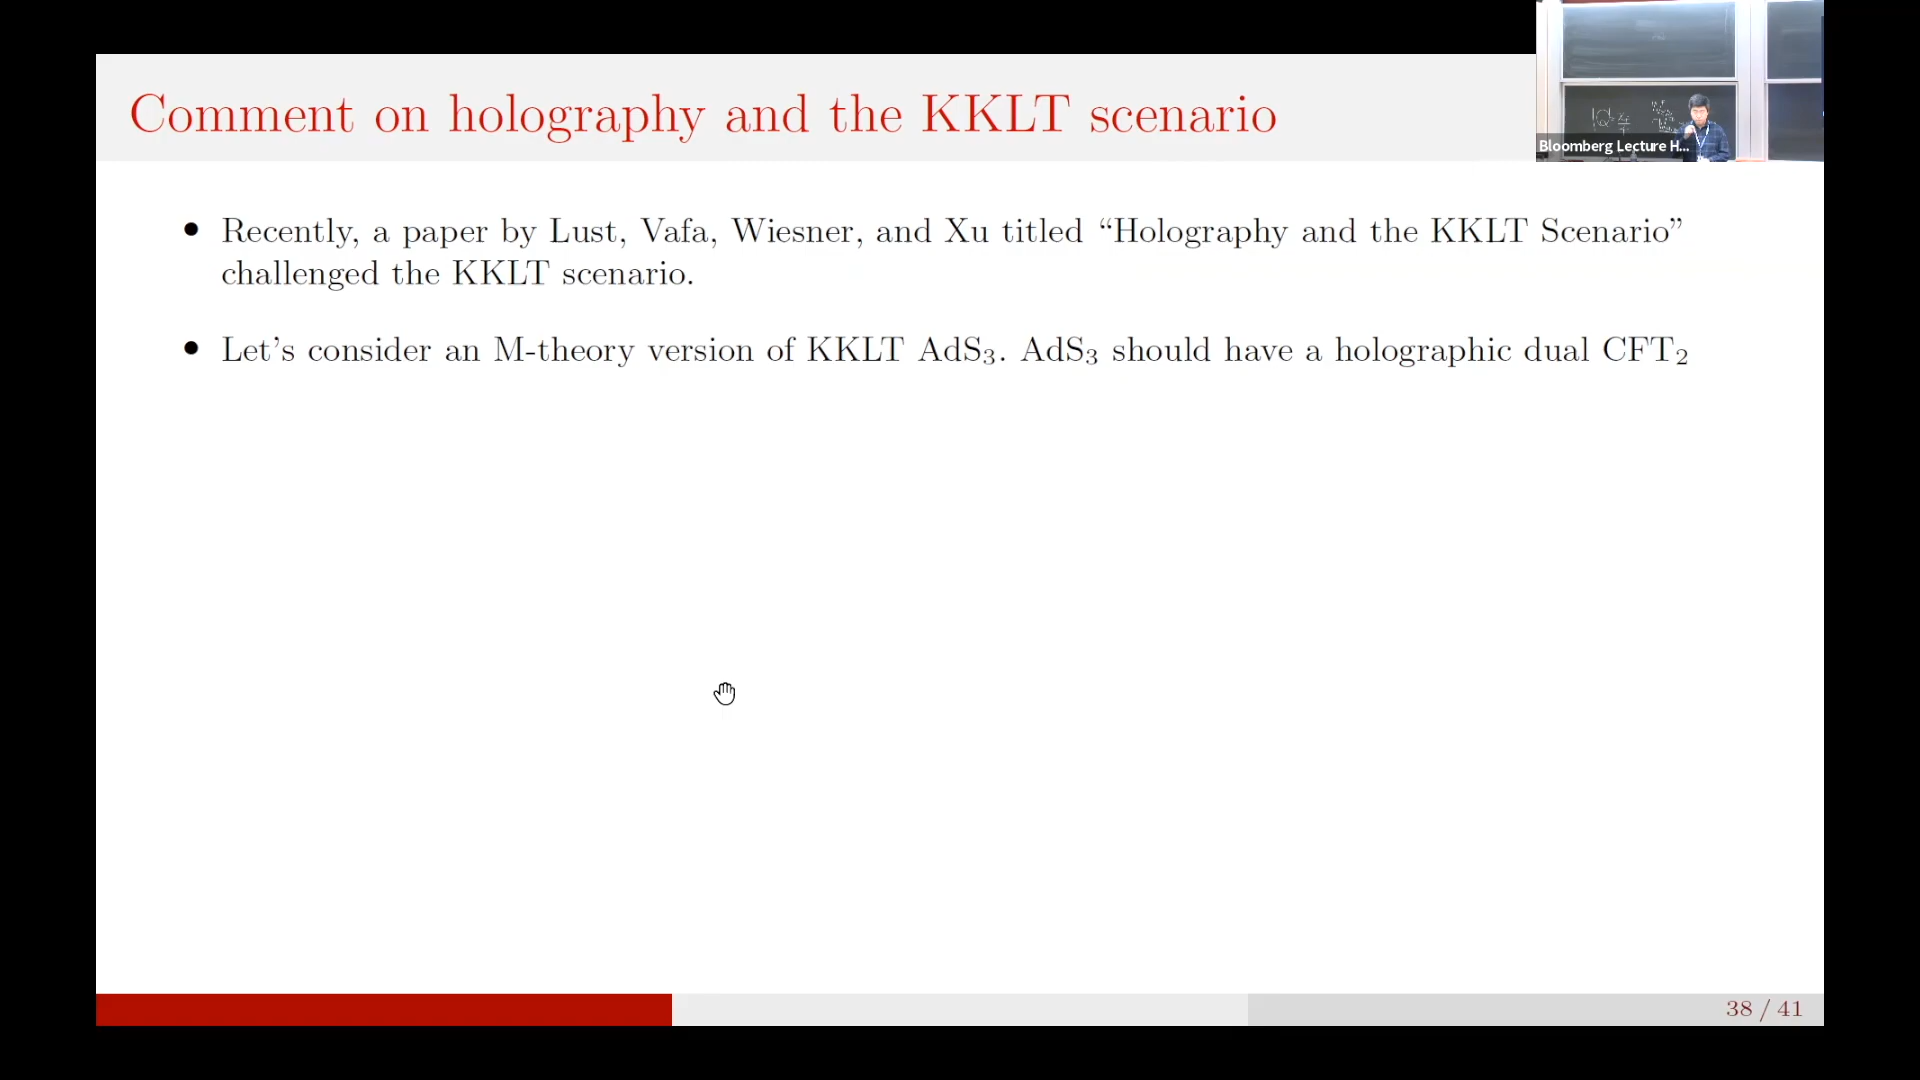 Comment on holography and the KKLT scenario
Bloomberg Lecture H...
• Recently, a paper by Lust, Vafa, Wiesner, and Xu titled “Holography and the KKLT Scenario”
challenged the KKLT scenario.
• Let’s consider an M-theory version of KKLT AdS₃. AdS₃ should have a holographic dual CFT₂
38 / 41